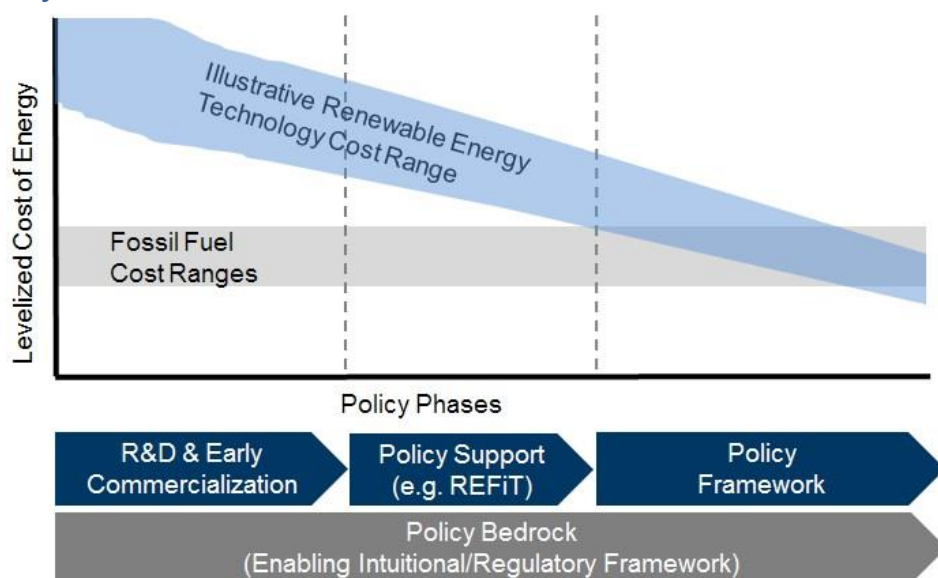 Levelized Cost of Energy
Illustrative Renewable Energy
Technology Cost Range
Fossil Fuel
Cost Ranges
Policy Phases
R&D & Early
Commercialization
Policy Support
(e.g. REFiT)
Policy
Framework
Policy Bedrock
(Enabling Intuitional/Regulatory Framework)